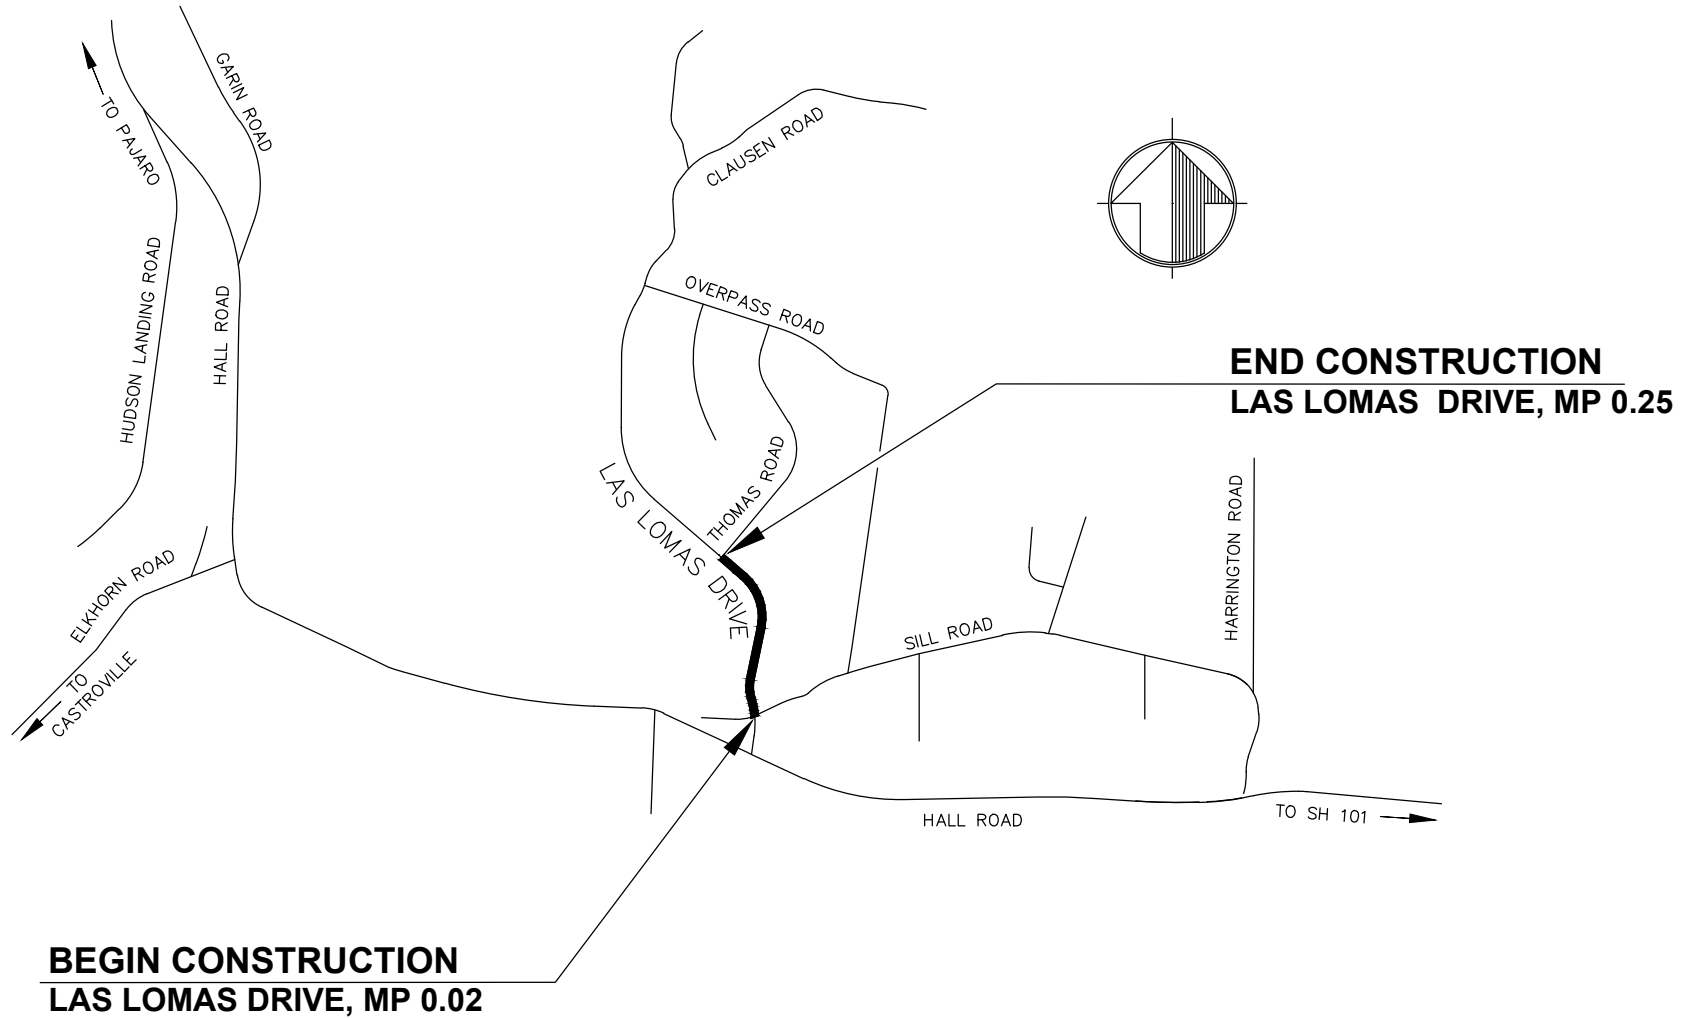 GARIN ROAD
TO PAJARO
CLAUSEN ROAD
HUDSON LANDING ROAD
HALL ROAD
OVERPASS ROAD
END CONSTRUCTION
LAS LOMAS DRIVE, MP 0.25
THOMAS ROAD
LAS LOMAS DRIVE
HARRINGTON ROAD
ELKHORN ROAD
SILL ROAD
TO
CASTROVILLE
HALL ROAD
TO SH 101
BEGIN CONSTRUCTION
LAS LOMAS DRIVE, MP 0.02